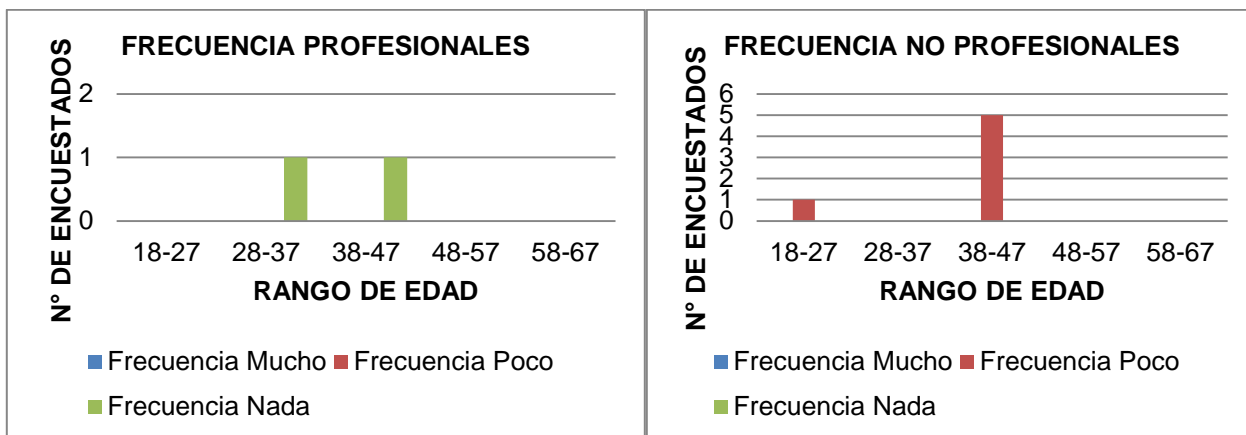 FRECUENCIA PROFESIONALES
N° DE ENCUESTADOS
2
1
0
18-27 28-37 38-47 48-57 58-67
RANGO DE EDAD
Frecuencia Mucho Frecuencia Poco
Frecuencia Nada
FRECUENCIA NO PROFESIONALES
N° DE ENCUESTADOS
6
5
4
3
2
1
0
18-27 28-37 38-47 48-57 58-67
RANGO DE EDAD
Frecuencia Mucho Frecuencia Poco
Frecuencia Nada